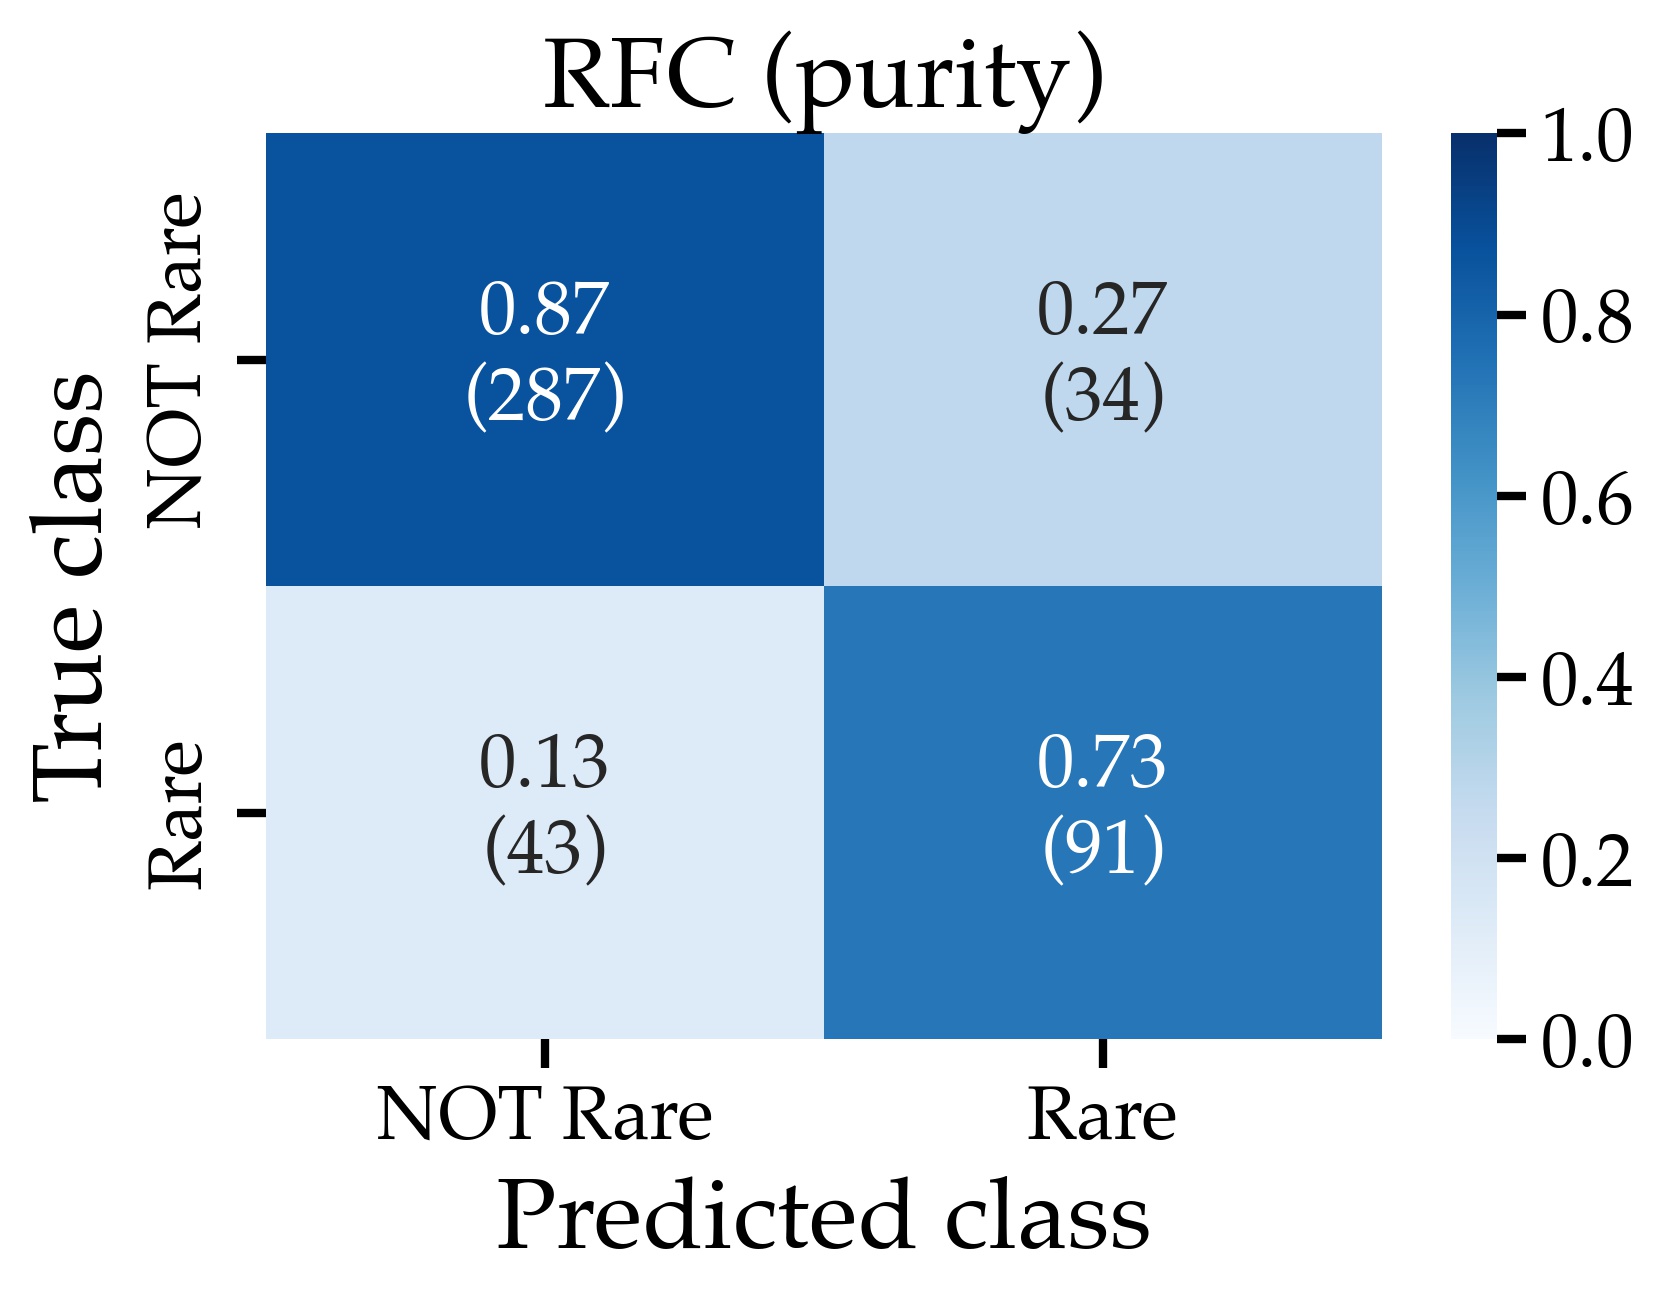 RFC (purity)
True class
NOT Rare
Rare
0.87
(287)
0.27
(34)
0.13
(43)
0.73
(91)
NOT Rare
Rare
Predicted class
1.0
0.8
0.6
0.4
0.2
0.0